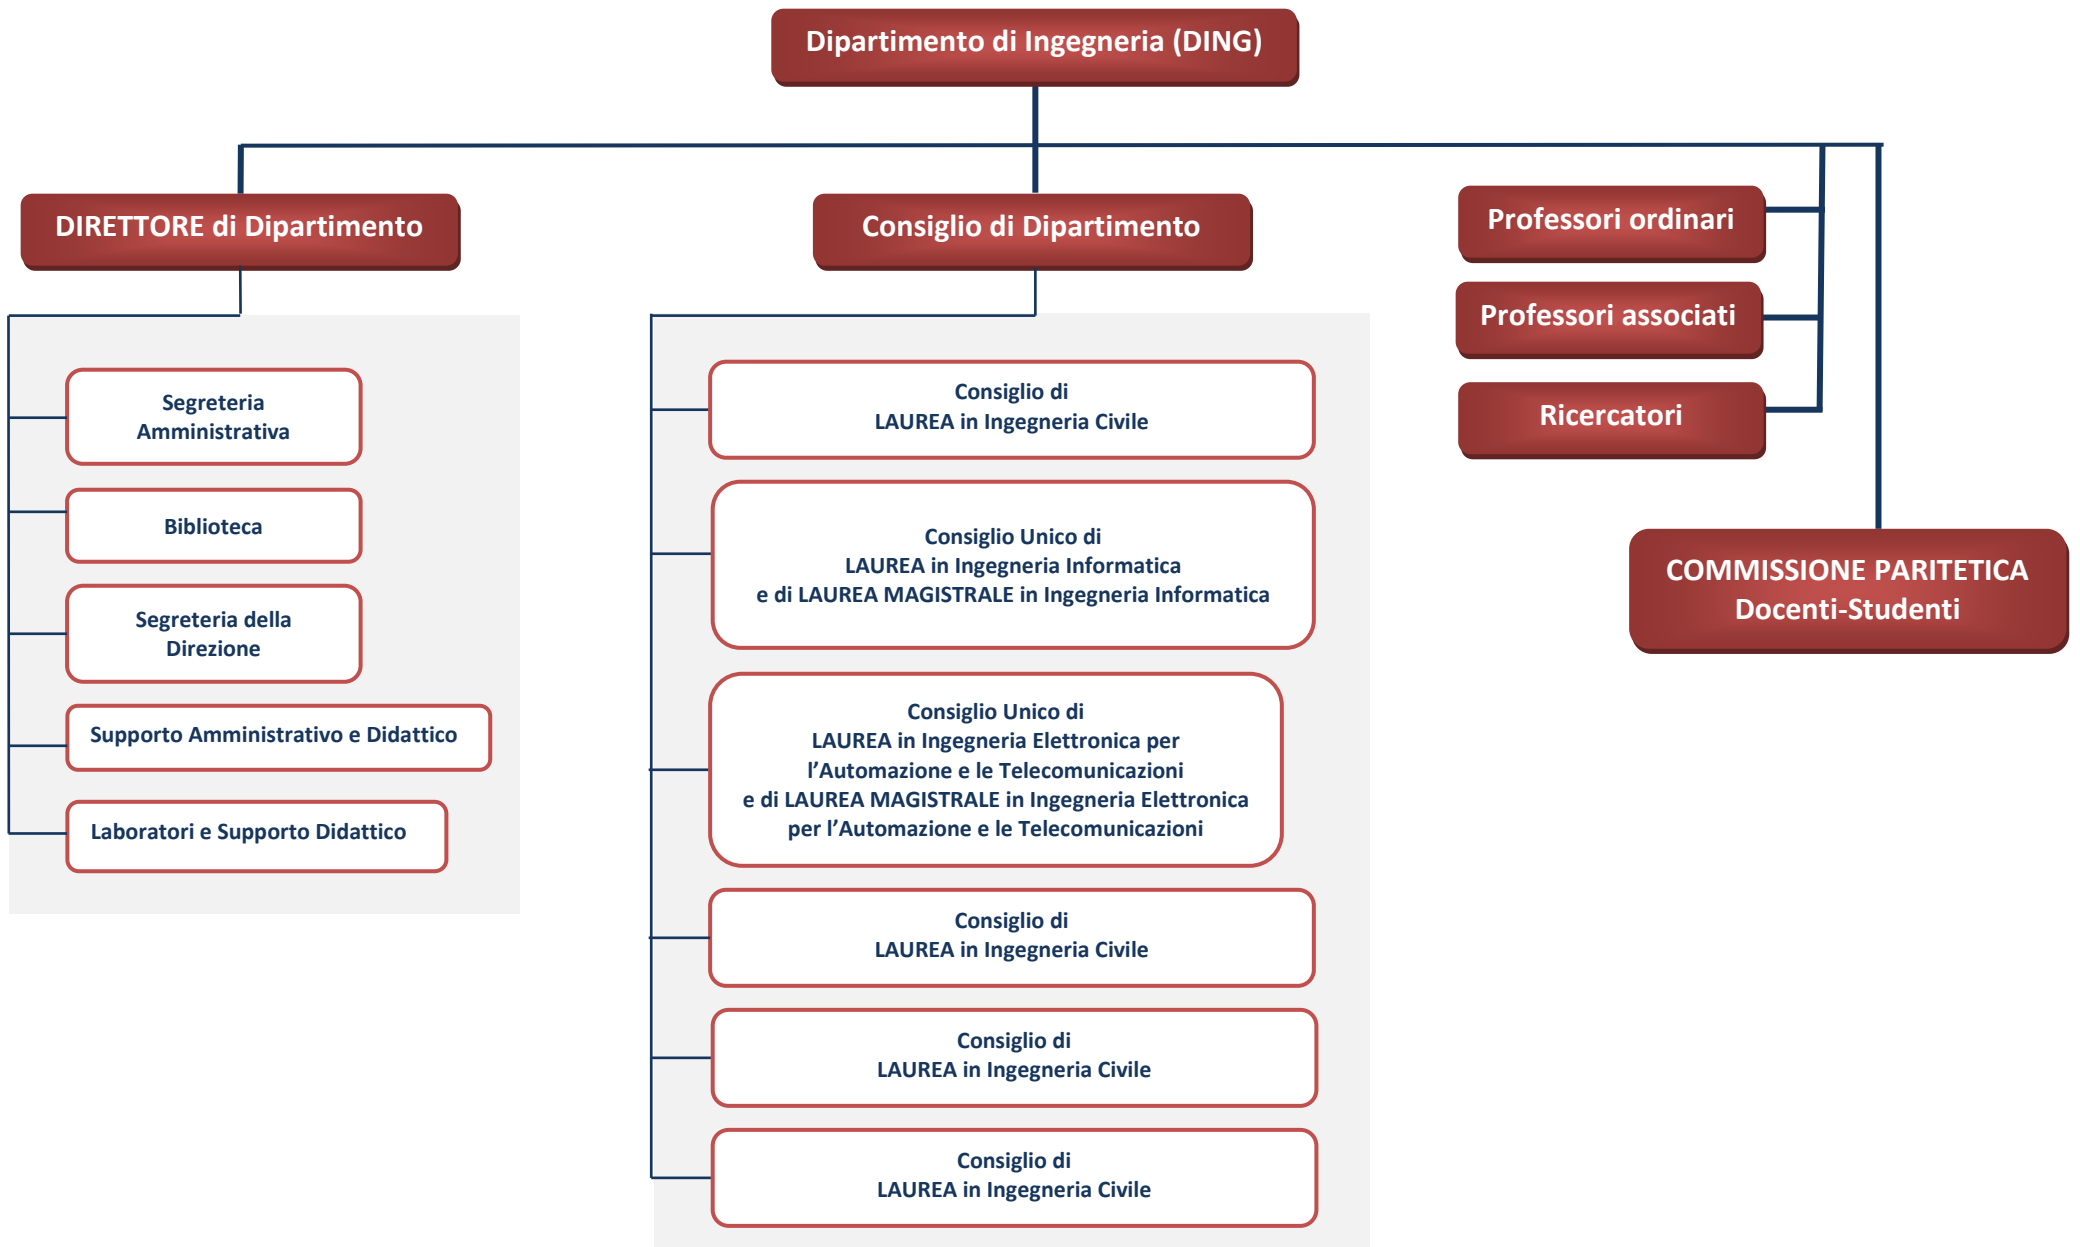 Dipartimento di Ingegneria (DING)
DIRETTORE di Dipartimento
Segreteria
Amministrativa
Biblioteca
Segreteria della
Direzione
Supporto Amministrativo e Didattico
Laboratori e Supporto Didattico
Consiglio di Dipartimento
Consiglio di
LAUREA in Ingegneria Civile
Consiglio Unico di
LAUREA in Ingegneria Informatica
e di LAUREA MAGISTRALE in Ingegneria Informatica
Consiglio Unico di
LAUREA in Ingegneria Elettronica per
l’Automazione e le Telecomunicazioni
e di LAUREA MAGISTRALE in Ingegneria Elettronica
per l’Automazione e le Telecomunicazioni
Consiglio di
LAUREA in Ingegneria Civile
Consiglio di
LAUREA in Ingegneria Civile
Consiglio di
LAUREA in Ingegneria Civile
Professori ordinari
Professori associati
Ricercatori
COMMISSIONE PARITETICA
Docenti-Studenti